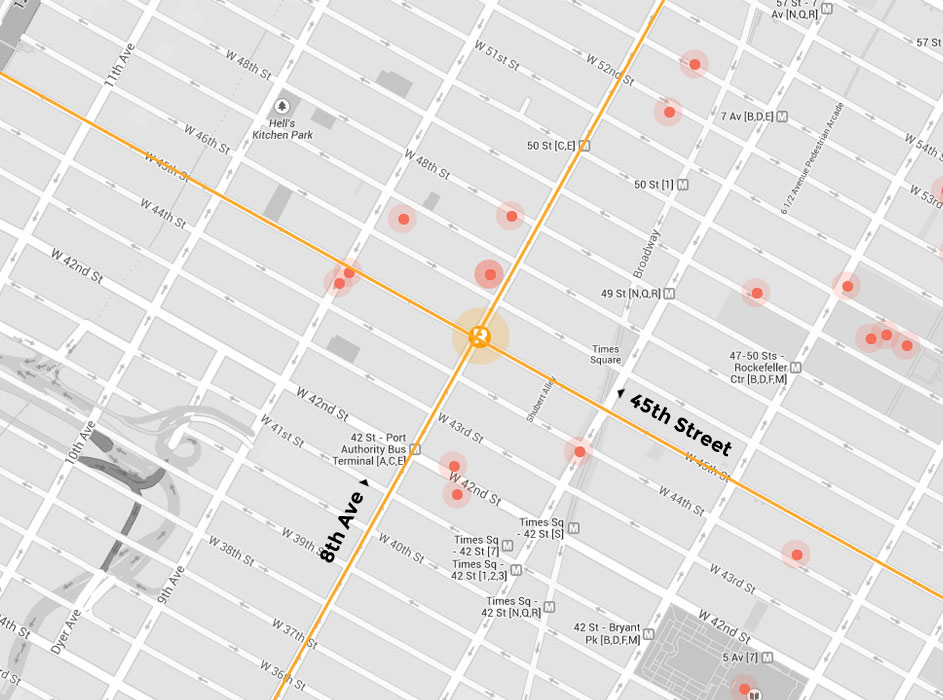 57 St - 7
Av [N,Q,R]
11th Ave
W 48th St
W 51st St
W 52nd St
57 St
Hell's
Kitchen Park
7 Av [B,D,E]
6 1/2 Avenue Pedestrian Arcade
W 46th St
W 45th St
50 St [C,E]
W 54th S
W 48th St
50 St [1]
W 53rd
W 44th St
W 42nd St
Broadway
49 St [N,Q,R]
Times
Square
47-50 Sts -
Rockefeller
Ctr [B,D,F,M]
Shubert Alley
45th Street
W 42nd St
W 41st St
W 43rd St
10th Ave
42 St - Port
Authority Bus
Terminal [A,C,E]
W 45th St
W 42nd St
W 44th St
8th Ave
Times Sq
- 42 St [S]
W 39th
W 38th St
W 40th St
Times Sq
- 42 St [7]
Times Sq -
42 St [1,2,3]
9th Ave
W 43rd St
Times Sq -
42 St [N,Q,R]
Dyer Ave
4th St
W 37th St
42 St - Bryant
Pk [B,D,F,M]
W 42nd St
5 Av [7]
W 36th St
rd St